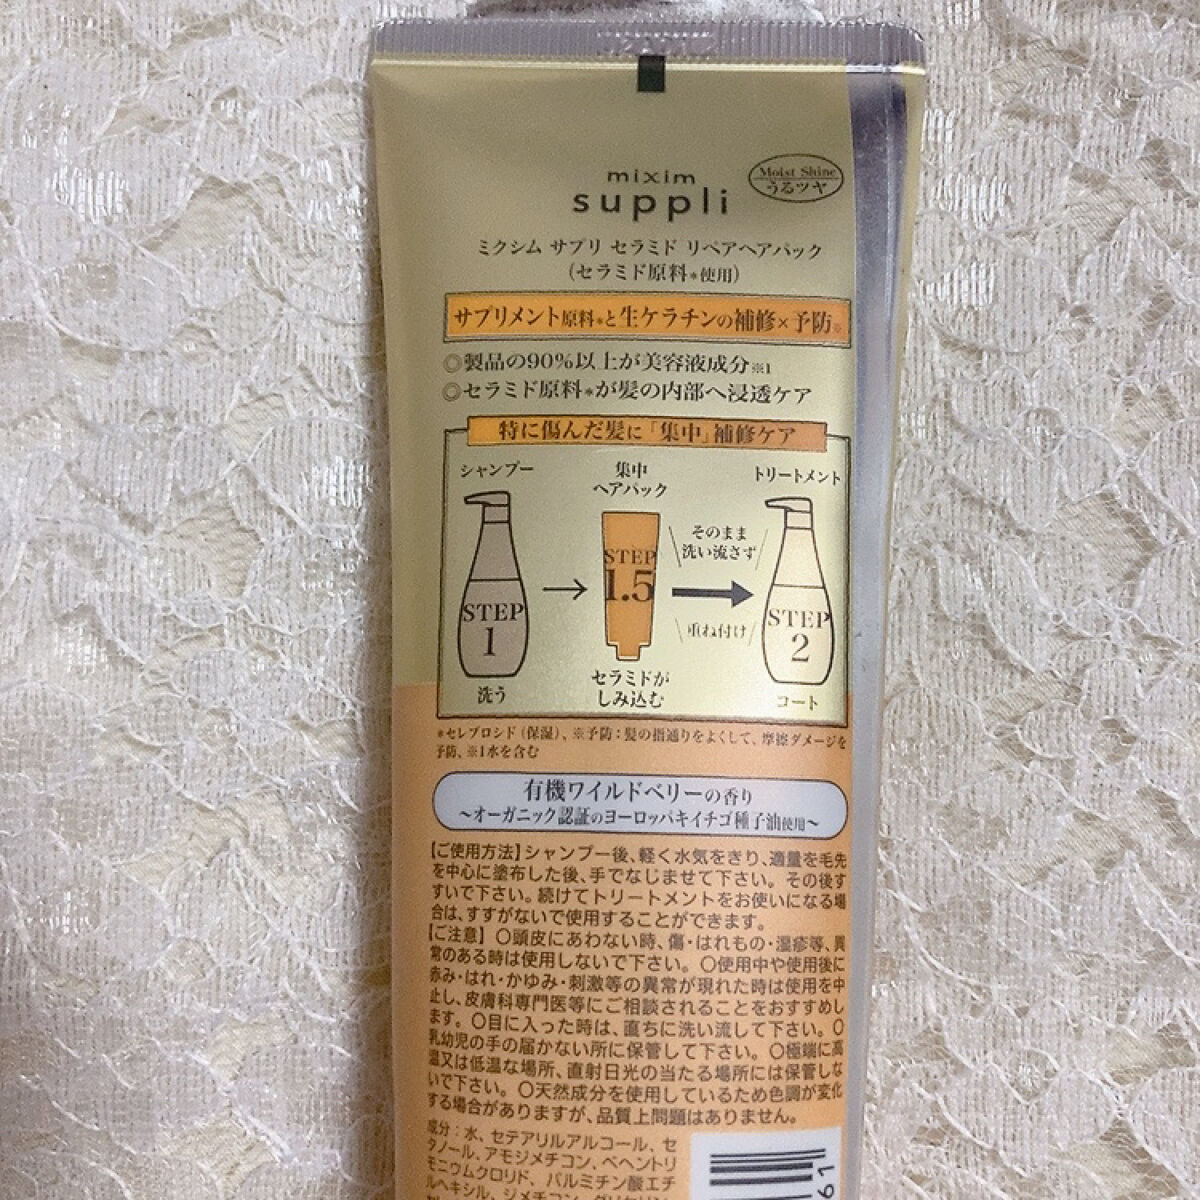 mixim
suppli
Moist Shine
うるツヤ
ミクシム サプリ セラミド リペアヘアパック
(セラミド原料*使用)
サプリメント原料*と生ケラチンの補修×予防※
◎製品の90%以上が美容液成分※1
◎セラミド原料*が髪の内部へ浸透ケア
特に傷んだ髪に「集中」補修ケア
シャンプー
STEP
1
洗う
集中
ヘアパック
STEP
1.5
セラミドが
しみ込む
そのまま
洗い流さず
重ね付け
トリートメント
STEP
2
コート
*セレブロシド(保湿)、※予防:髪の指通りをよくして、摩擦ダメージを
予防、※1水を含む
有機ワイルドベリーの香り
〜オーガニック認証のヨーロッパキイチゴ種子油使用〜
【ご使用方法】シャンプー後、軽く水気をきり、適量を毛先
を中心に塗布した後、手でなじませて下さい。その後す
すいで下さい。続けてトリートメントをお使いになる場
合は、すすがないで使用することができます。
【ご注意】〇頭皮にあわない時、傷・はれもの・湿疹等、異
常のある時は使用しないで下さい。〇使用中や使用後に
赤み・はれ・かゆみ・刺激等の異常が現れた時は使用を中
止し、皮膚科専門医等にご相談されることをおすすめし
ます。〇目に入った時は、直ちに洗い流して下さい。〇
乳幼児の手の届かない所に保管して下さい。〇極端に高
温又は低温な場所、直射日光の当たる場所には保管しな
いで下さい。〇天然成分を使用しているため色調が変化
する場合がありますが、品質上問題はありません。
成分:水、セテアリルアルコール、セ
タノール、アモジメチコン、ベヘントリ
モニウムクロリド、パルミチン酸エチ
ルヘキシル、ジメチコン、グリセリン